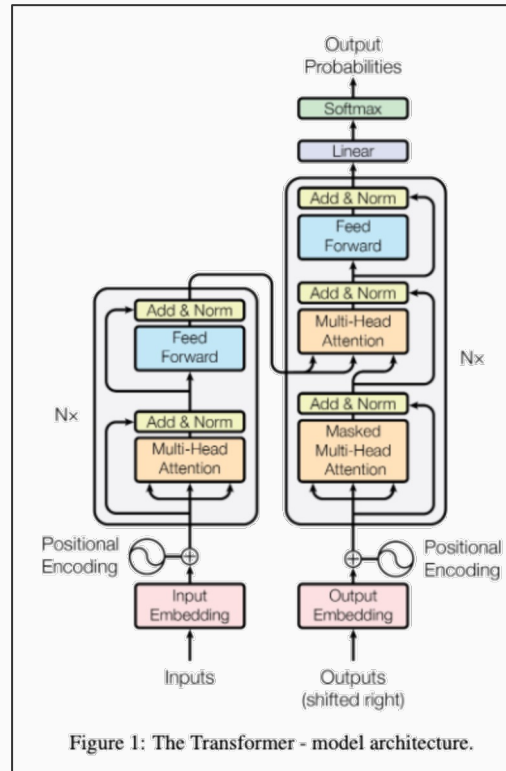 Output
Probabilities
Softmax
Linear
Add & Norm
Feed
Forward
Add & Norm
Multi-Head
Attention
Add & Norm
Masked
Multi-Head
Attention
Nx
Add & Norm
Feed
Forward
Add & Norm
Multi-Head
Attention
Nx
Positional
Encoding
Positional
Encoding
Input
Embedding
Output
Embedding
Inputs
Outputs
(shifted right)
Figure 1: The Transformer - model architecture.